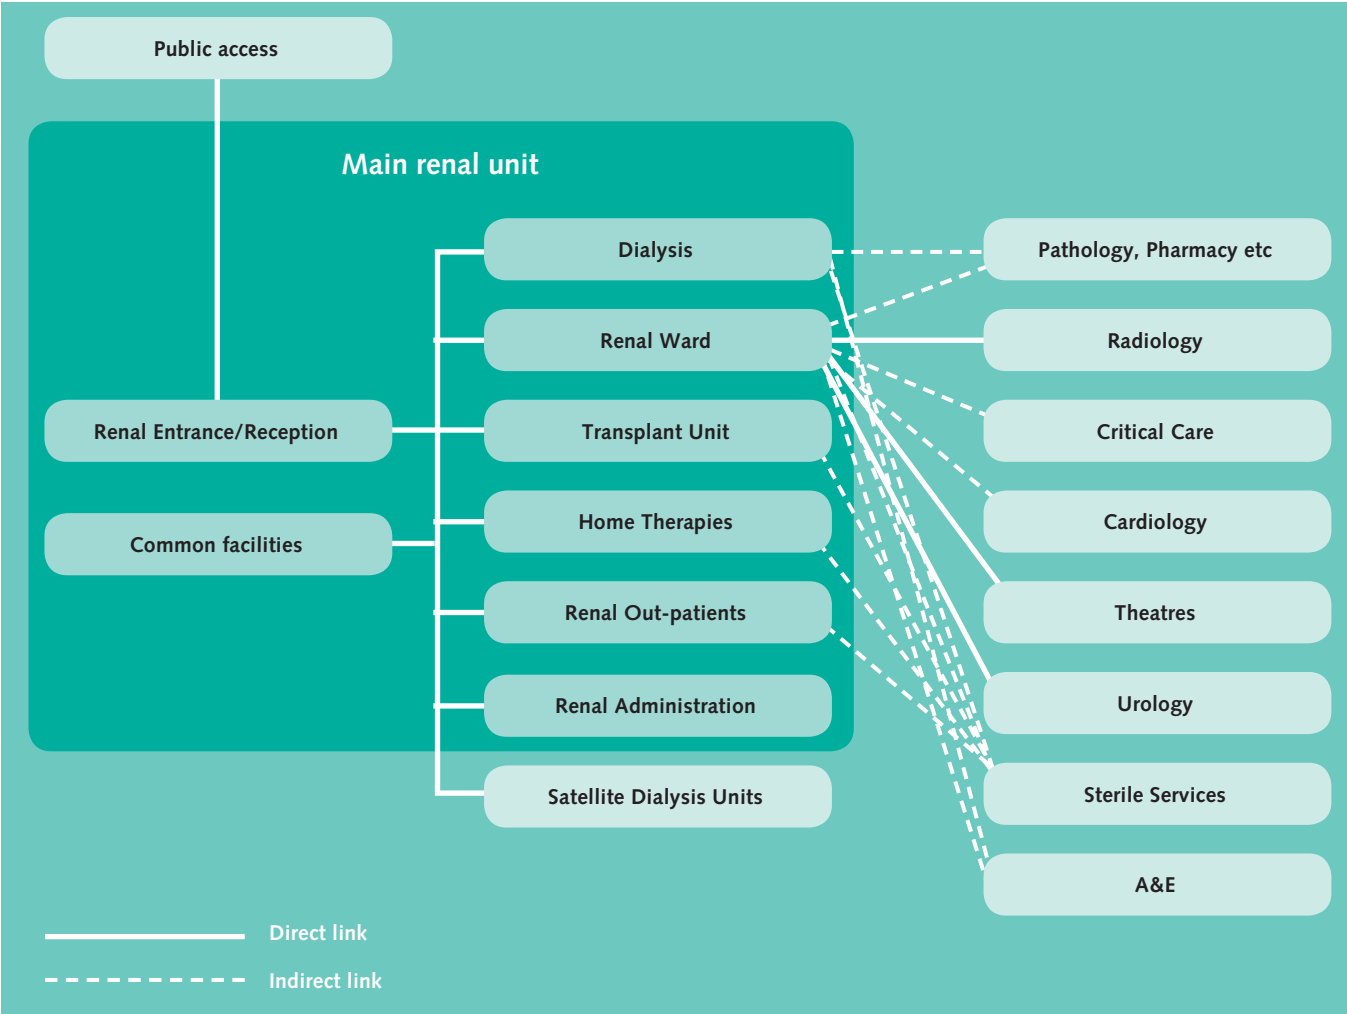 Public access
Main renal unit
Dialysis
Pathology, Pharmacy etc
Renal Ward
Radiology
Renal Entrance/Reception
Transplant Unit
Critical Care
Home Therapies
Cardiology
Common facilities
Renal Out-patients
Theatres
Renal Administration
Urology
Satellite Dialysis Units
Sterile Services
A&E
Direct link
Indirect link